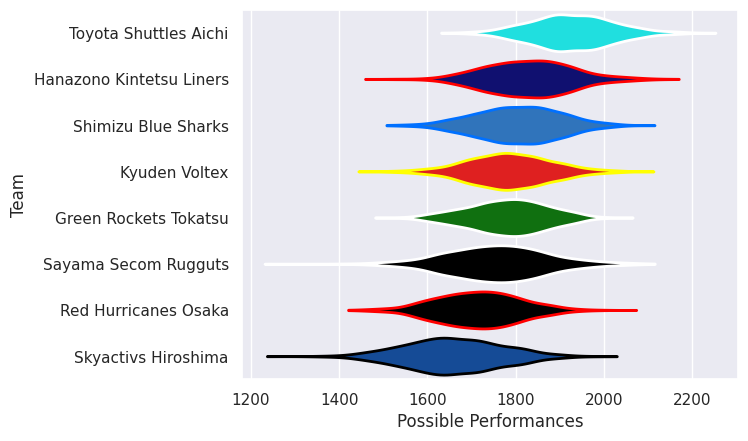 Toyota Shuttles Aichi
Hanazono Kintetsu Liners
Shimizu Blue Sharks
Kyuden Voltex
Green Rockets Tokatsu
Sayama Secom Rugguts
Red Hurricanes Osaka
Skyactivs Hiroshima
Team
1200 1400 1600 1800 2000 2200
Possible Performances